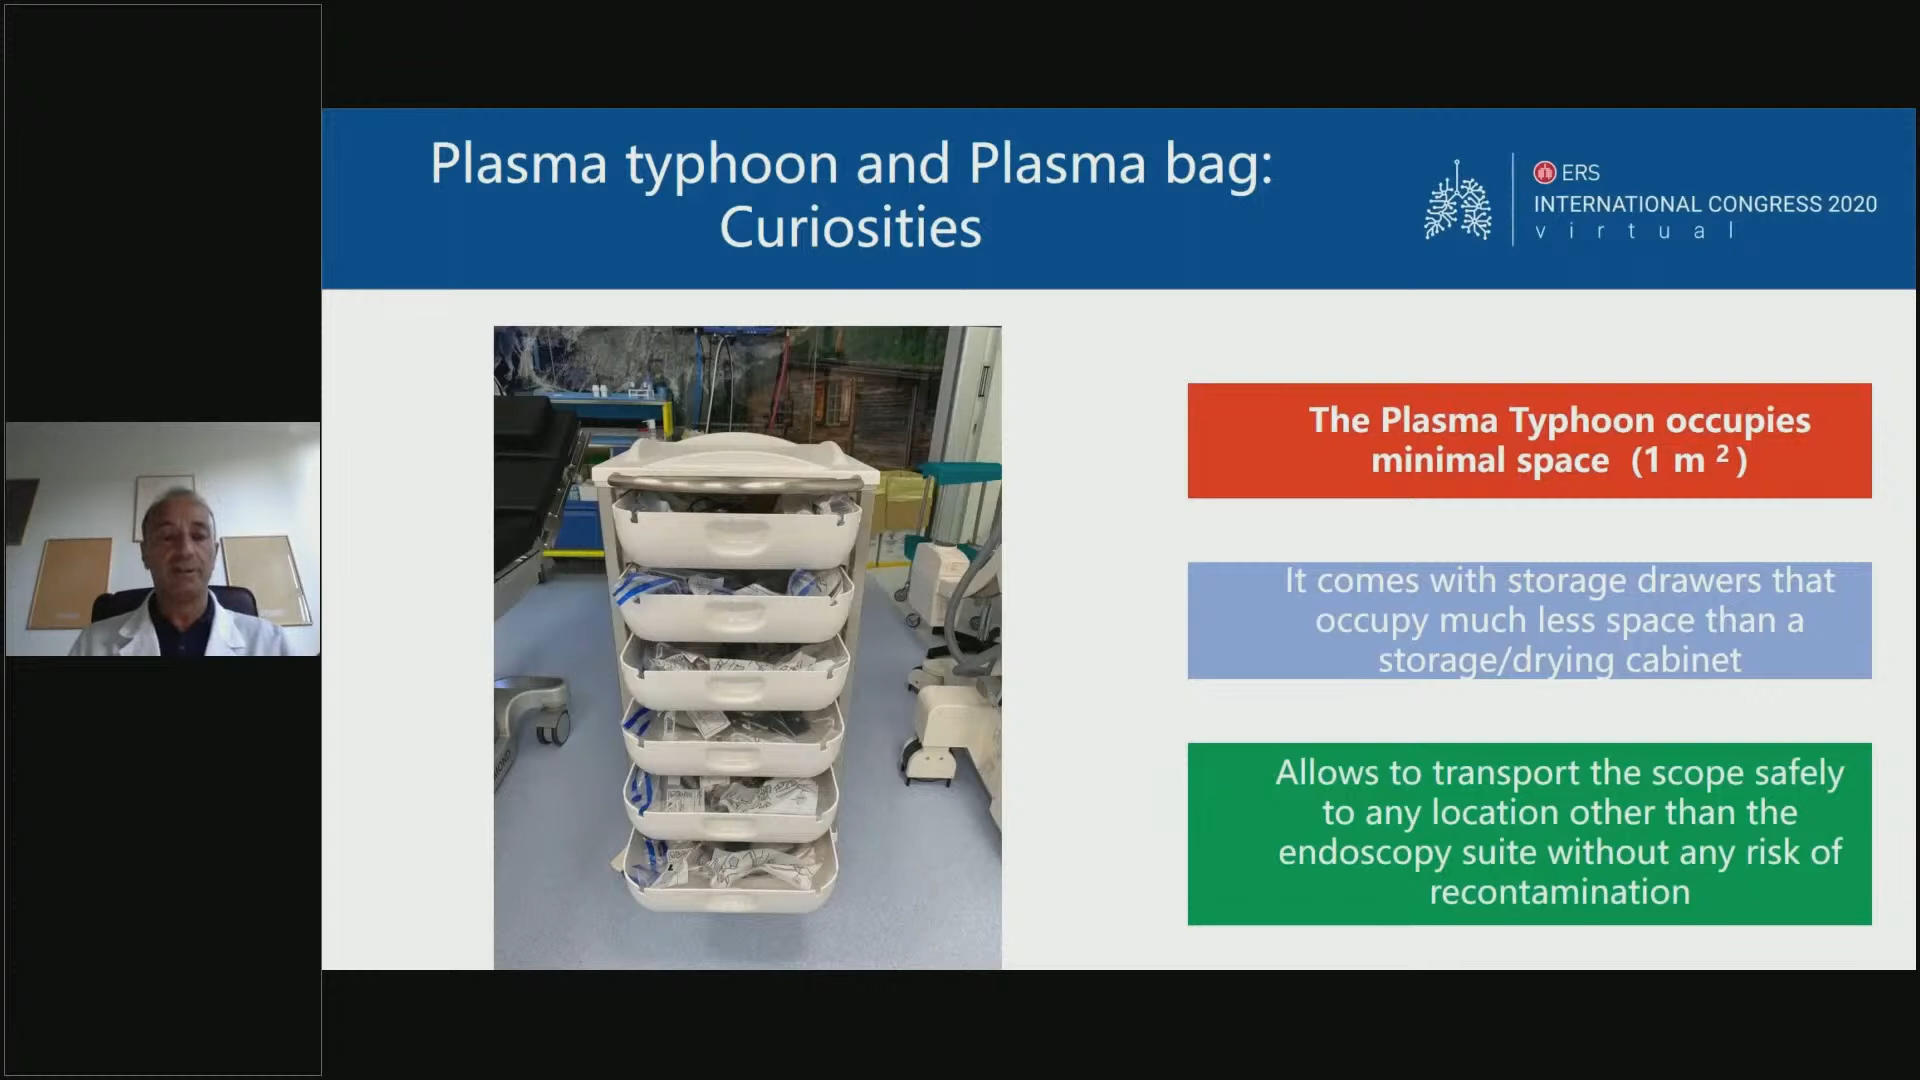 Plasma typhoon and Plasma bag:
Curiosities
ERS
INTERNATIONAL CONGRESS 2020
virtual
The Plasma Typhoon occupies
minimal space (1 m ²)
It comes with storage drawers that
occupy much less space than a
storage/drying cabinet
Allows to transport the scope safely
to any location other than the
endoscopy suite without any risk of
recontamination